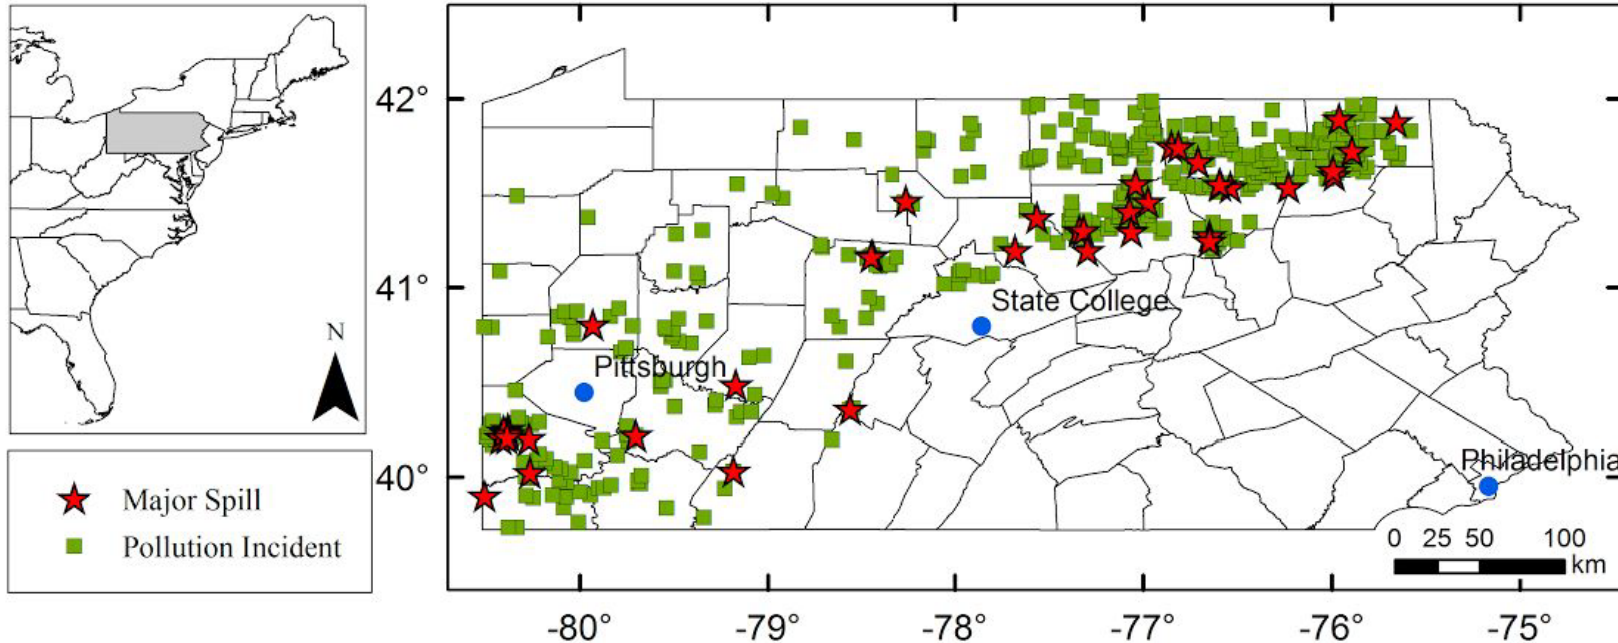 N
Major Spill
Pollution Incident
42°
41°
40°
State College
Pittsburgh
Philadelphia
0 25 50 100
km
-80° -79° -78° -77° -76° -75°